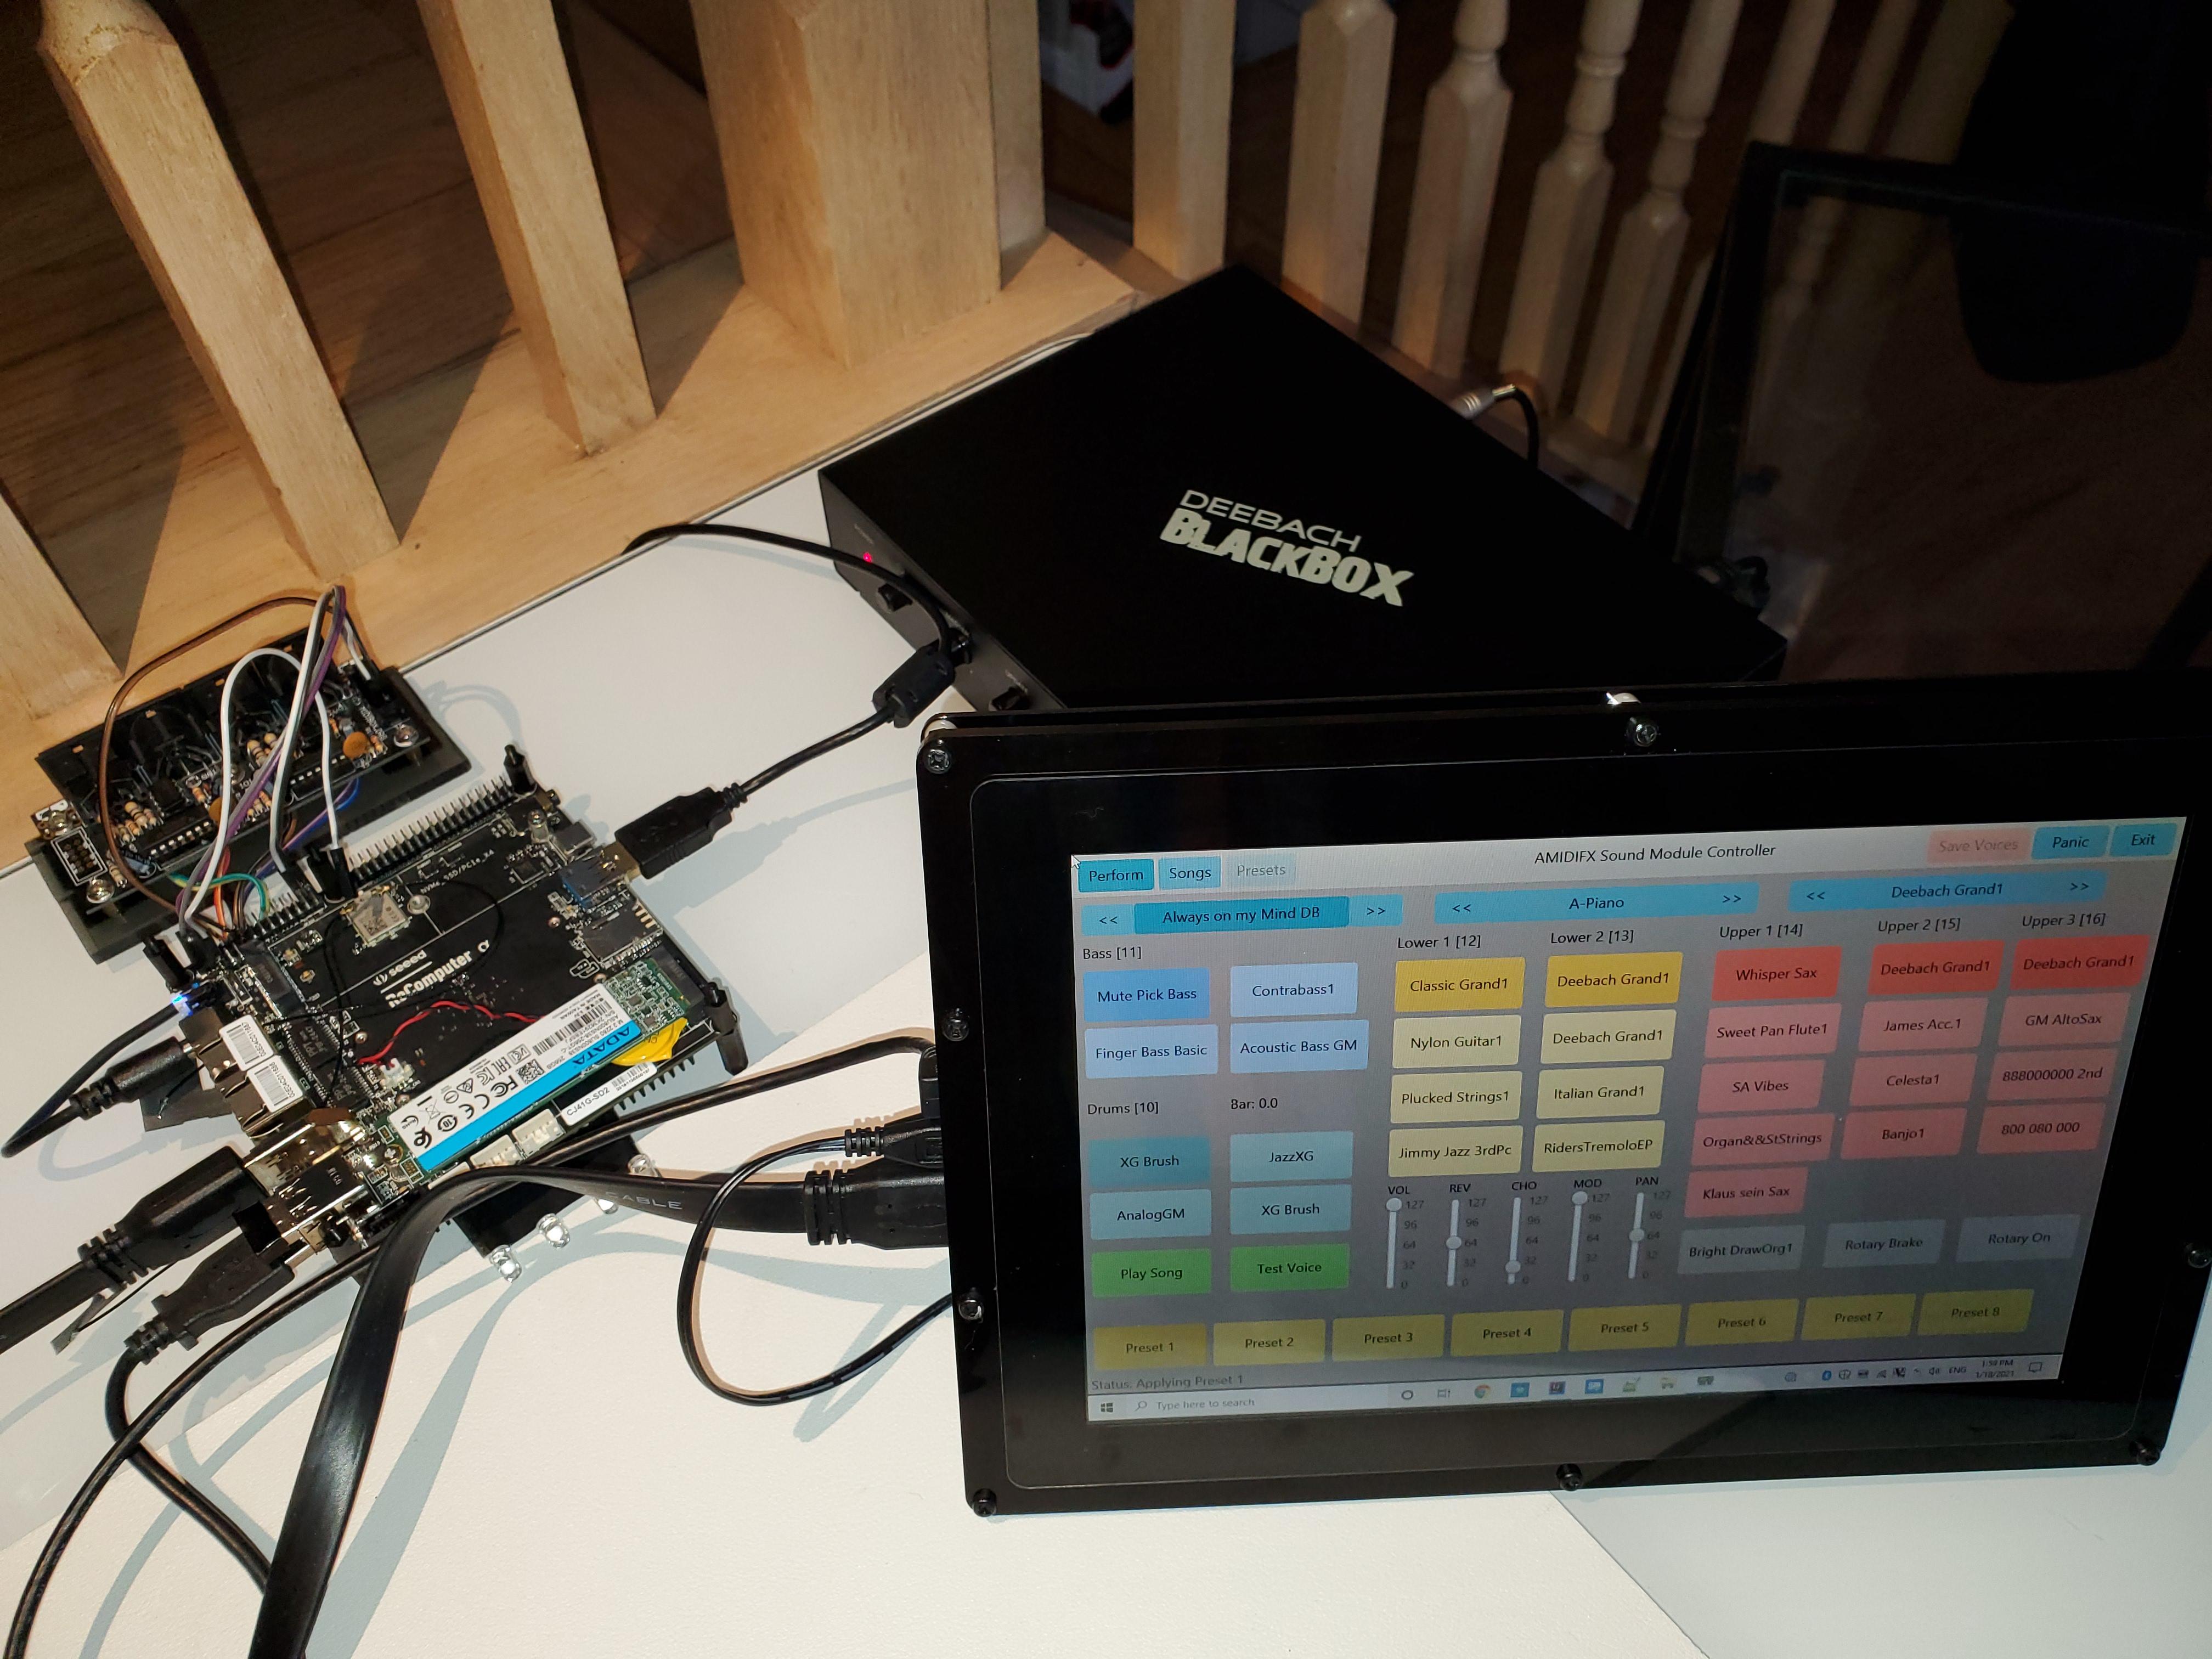 DEEBACH
BLACKBOX
NVMe_SSD/PCIe_X4
seeed
ReComputer
ADATA
CJ41G-SD2
CABLE
AMIDIFX Sound Module Controller
Perform
Songs
Presets
Save Voices
Panic
Exit
<< Always on my Mind DB >>
<< A-Piano >>
<< Deebach Grand1 >>
Bass [11]
Lower 1 [12]
Lower 2 [13]
Upper 1 [14]
Upper 2 [15]
Upper 3 [16]
Mute Pick Bass
Contrabass1
Classic Grand1
Deebach Grand1
Whisper Sax
Deebach Grand1
Deebach Grand1
Finger Bass Basic
Acoustic Bass GM
Nylon Guitar1
Deebach Grand1
Sweet Pan Flute1
James Acc.1
GM AltoSax
Drums [10]
Bar: 0.0
Plucked Strings1
Italian Grand1
SA Vibes
Celesta1
888000000 2nd
XG Brush
JazzXG
Jimmy Jazz 3rdPc
RidersTremoloEP
Organ&&StStrings
Banjo1
800 080 000
AnalogGM
XG Brush
VOL
REV
CHO
MOD
PAN
127
127
127
127
127
96
96
96
96
96
64
64
64
64
64
32
32
32
32
32
0
0
0
0
0
Klaus sein Sax
Play Song
Test Voice
Bright DrawOrg1
Rotary Brake
Rotary On
Preset 1
Preset 2
Preset 3
Preset 4
Preset 5
Preset 6
Preset 7
Preset 8
Status: Applying Preset 1
Type here to search
ENG
1:59 PM
1/18/2021